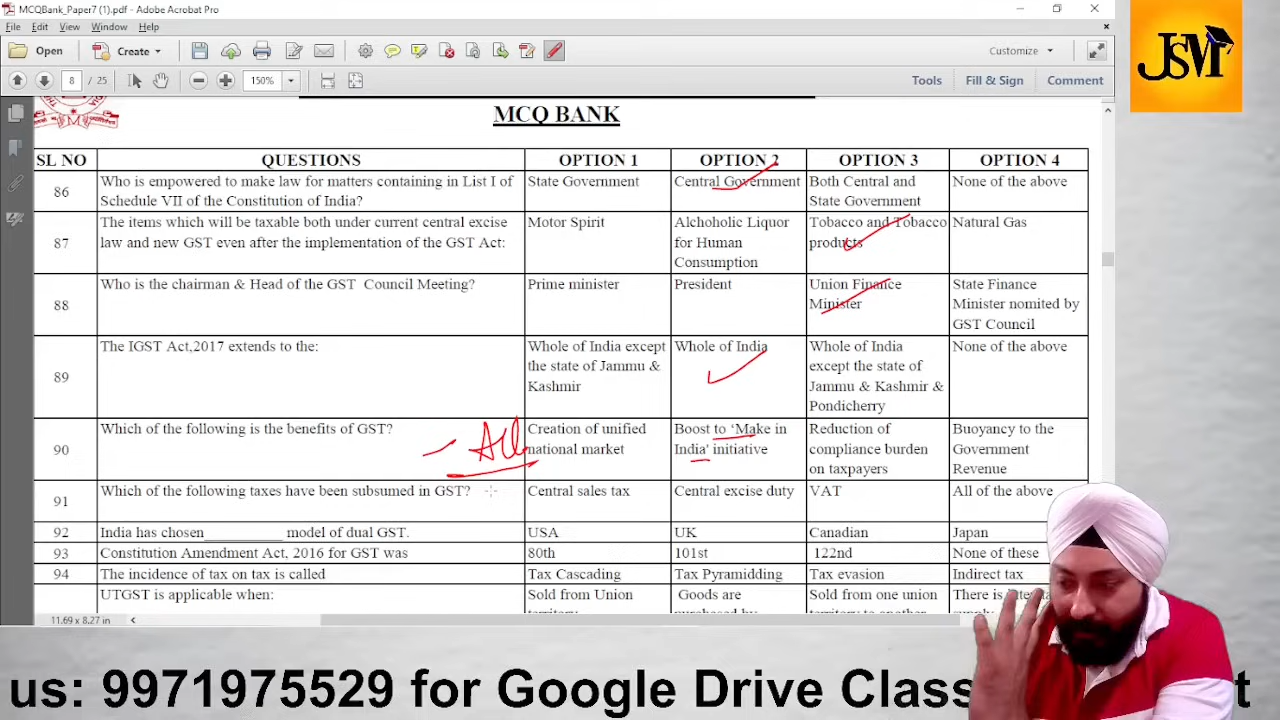 MCQBank_Paper7 (1).pdf - Adobe Acrobat Pro
File Edit View Window Help
Open Create Customize
8 / 25 150% Tools Fill & Sign Comment
JSM
MCQ BANK
SL NO QUESTIONS OPTION 1 OPTION 2 OPTION 3 OPTION 4
86 Who is empowered to make law for matters containing in List I of Schedule VII of the Constitution of India? State Government Central Government Both Central and State Government None of the above
87 The items which will be taxable both under current central excise law and new GST even after the implementation of the GST Act: Motor Spirit Alchoholic Liquor for Human Consumption Tobacco and Tobacco products Natural Gas
88 Who is the chairman & Head of the GST Council Meeting? Prime minister President Union Finance Minister State Finance Minister nomited by GST Council
89 The IGST Act,2017 extends to the: Whole of India except the state of Jammu & Kashmir Whole of India Whole of India except the state of Jammu & Kashmir & Pondicherry None of the above
90 Which of the following is the benefits of GST? - All Creation of unified national market Boost to ‘Make in India' initiative Reduction of compliance burden on taxpayers Buoyancy to the Government Revenue
91 Which of the following taxes have been subsumed in GST? Central sales tax Central excise duty VAT All of the above
92 India has chosen___________ model of dual GST. USA UK Canadian Japan
93 Constitution Amendment Act, 2016 for GST was 80th 101st 122nd None of these
94 The incidence of tax on tax is called Tax Cascading Tax Pyramidding Tax evasion Indirect tax
UTGST is applicable when: Sold from Union territory Goods are purchased by Sold from one union territory to another There is
11.69 x 8.27 in
us: 9971975529 for Google Drive Class